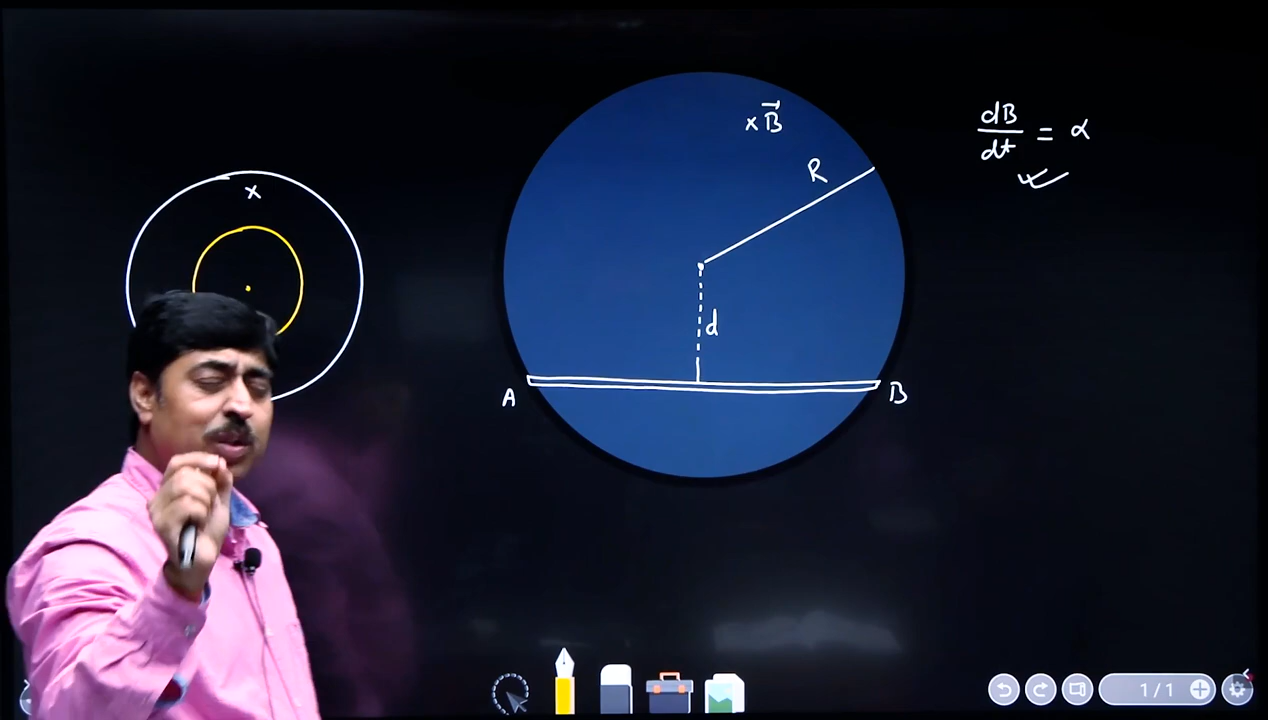 x
x B⃗
R
d
A
B
dB/dt = α
1/1